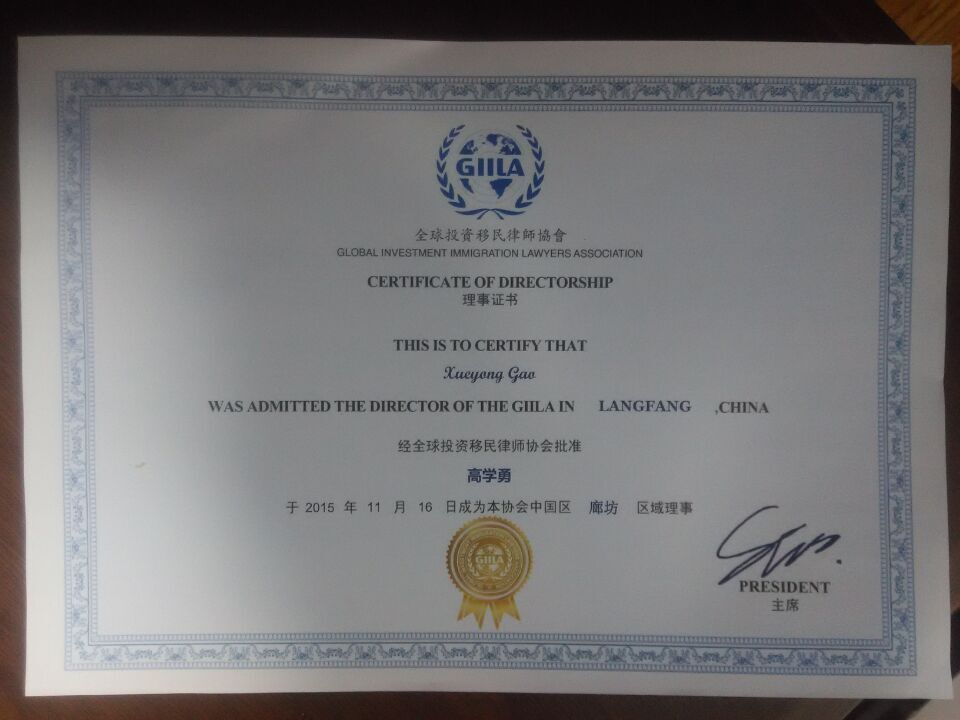 GIILA
全球投資移民律師協會
GLOBAL INVESTMENT IMMIGRATION LAWYERS ASSOCIATION
CERTIFICATE OF DIRECTORSHIP
理事证书
THIS IS TO CERTIFY THAT
Xueyong Gao
WAS ADMITTED THE DIRECTOR OF THE GIILA IN LANGFANG ,CHINA
经全球投资移民律师协会批准
高学勇
于 2015 年 11 月 16 日成为本协会中国区 廊坊 区域理事
GIILA
PRESIDENT
主席